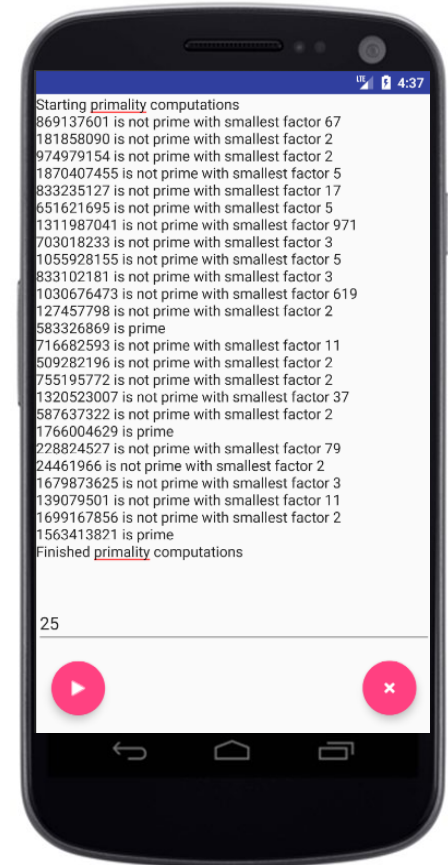 LTE 4:37
Starting primality computations
869137601 is not prime with smallest factor 67
181858090 is not prime with smallest factor 2
974979154 is not prime with smallest factor 2
1870407455 is not prime with smallest factor 5
833235127 is not prime with smallest factor 17
651621695 is not prime with smallest factor 5
1311987041 is not prime with smallest factor 971
703018233 is not prime with smallest factor 3
1055928155 is not prime with smallest factor 5
833102181 is not prime with smallest factor 3
1030676473 is not prime with smallest factor 619
127457798 is not prime with smallest factor 2
583326869 is prime
716682593 is not prime with smallest factor 11
509282196 is not prime with smallest factor 2
755195772 is not prime with smallest factor 2
1320523007 is not prime with smallest factor 37
587637322 is not prime with smallest factor 2
1766004629 is prime
228824527 is not prime with smallest factor 79
24461966 is not prime with smallest factor 2
1679873625 is not prime with smallest factor 3
139079501 is not prime with smallest factor 11
1699167856 is not prime with smallest factor 2
1563413821 is prime
Finished primality computations
25